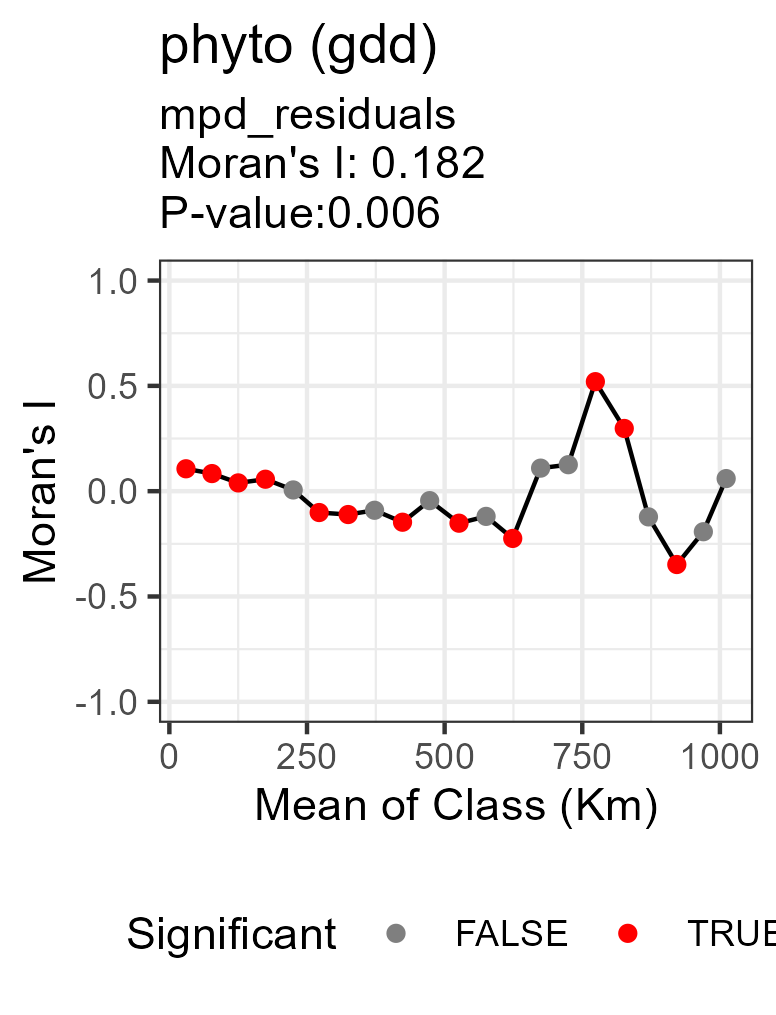 phyto (gdd)
mpd_residuals
Moran's I: 0.182
P-value:0.006
Moran's I
1.0
0.5
0.0
-0.5
-1.0
0 250 500 750 1000
Mean of Class (Km)
Significant FALSE TRUE